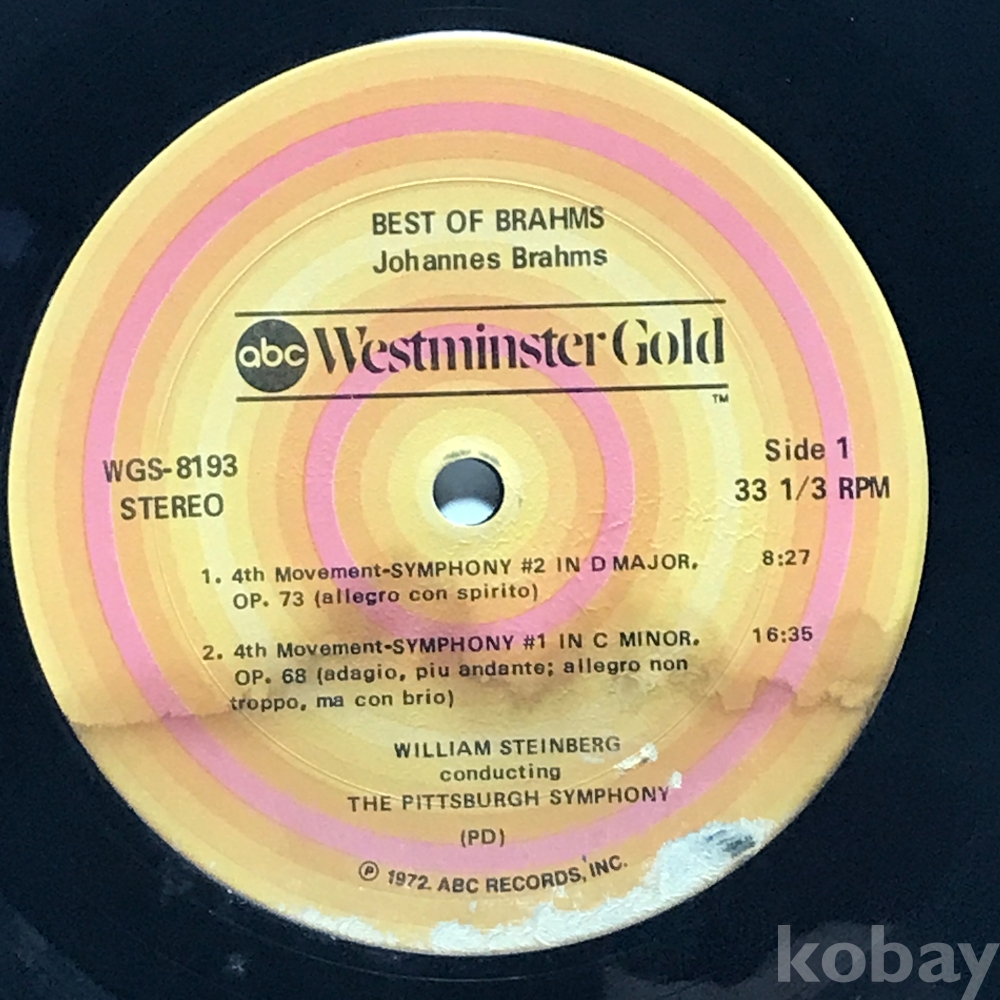 BEST OF BRAHMS
Johannes Brahms
abc Westminster Gold
TM
WGS-8193
STEREO
Side 1
33 1/3 RPM
1. 4th Movement-SYMPHONY #2 IN D MAJOR. 8:27
OP. 73 (allegro con spirito)
2. 4th Movement-SYMPHONY #1 IN C MINOR. 16:35
OP. 68 (adagio, piu andante; allegro non
troppo, ma con brio)
WILLIAM STEINBERG
conducting
THE PITTSBURGH SYMPHONY
(PD)
℗ 1972. ABC RECORDS, INC.
kobay